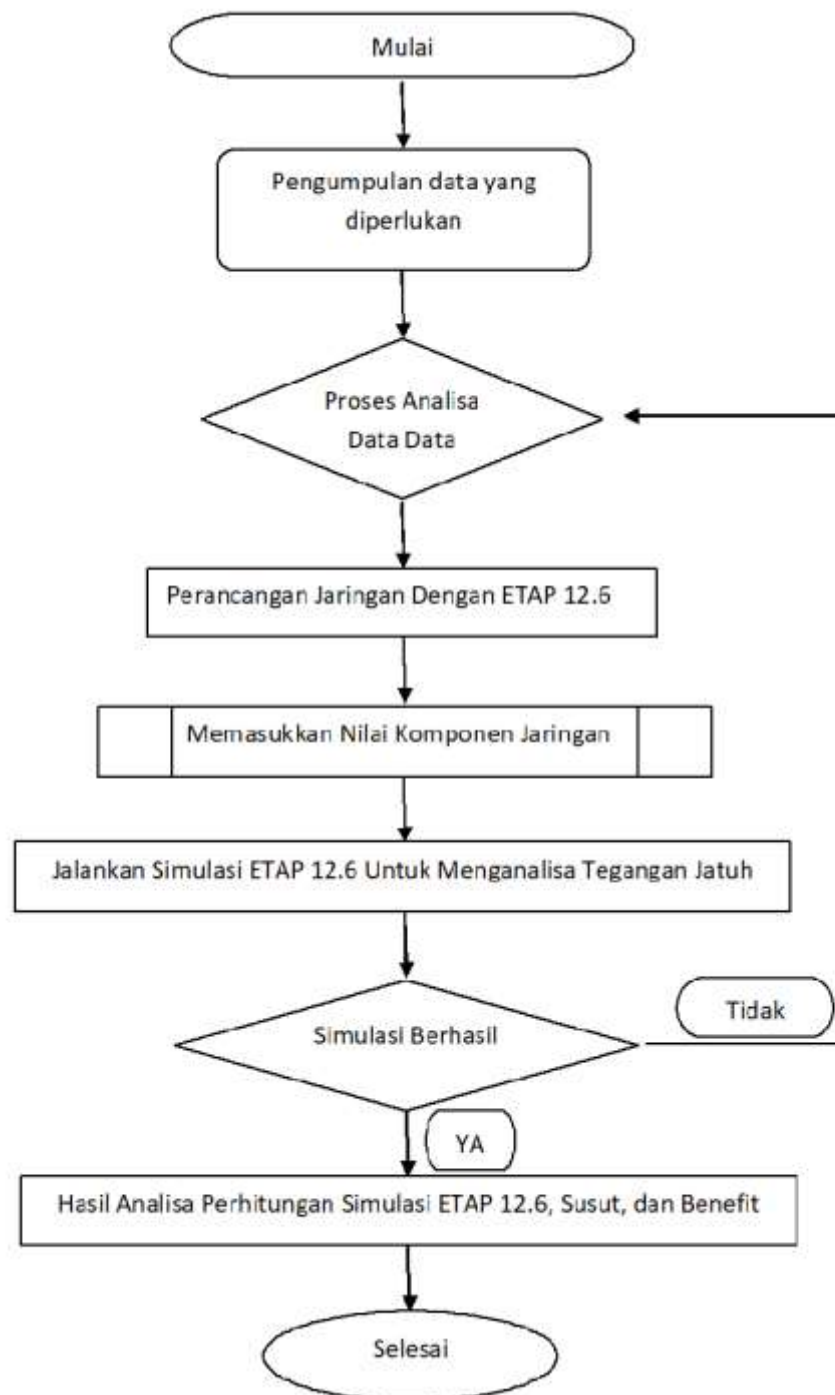 Mulai
Pengumpulan data yang
diperlukan
Proses Analisa
Data Data
Perancangan Jaringan Dengan ETAP 12.6
Memasukkan Nilai Komponen Jaringan
Jalankan Simulasi ETAP 12.6 Untuk Menganalisa Tegangan Jatuh
Simulasi Berhasil
Tidak
YA
Hasil Analisa Perhitungan Simulasi ETAP 12.6, Susut, dan Benefit
Selesai